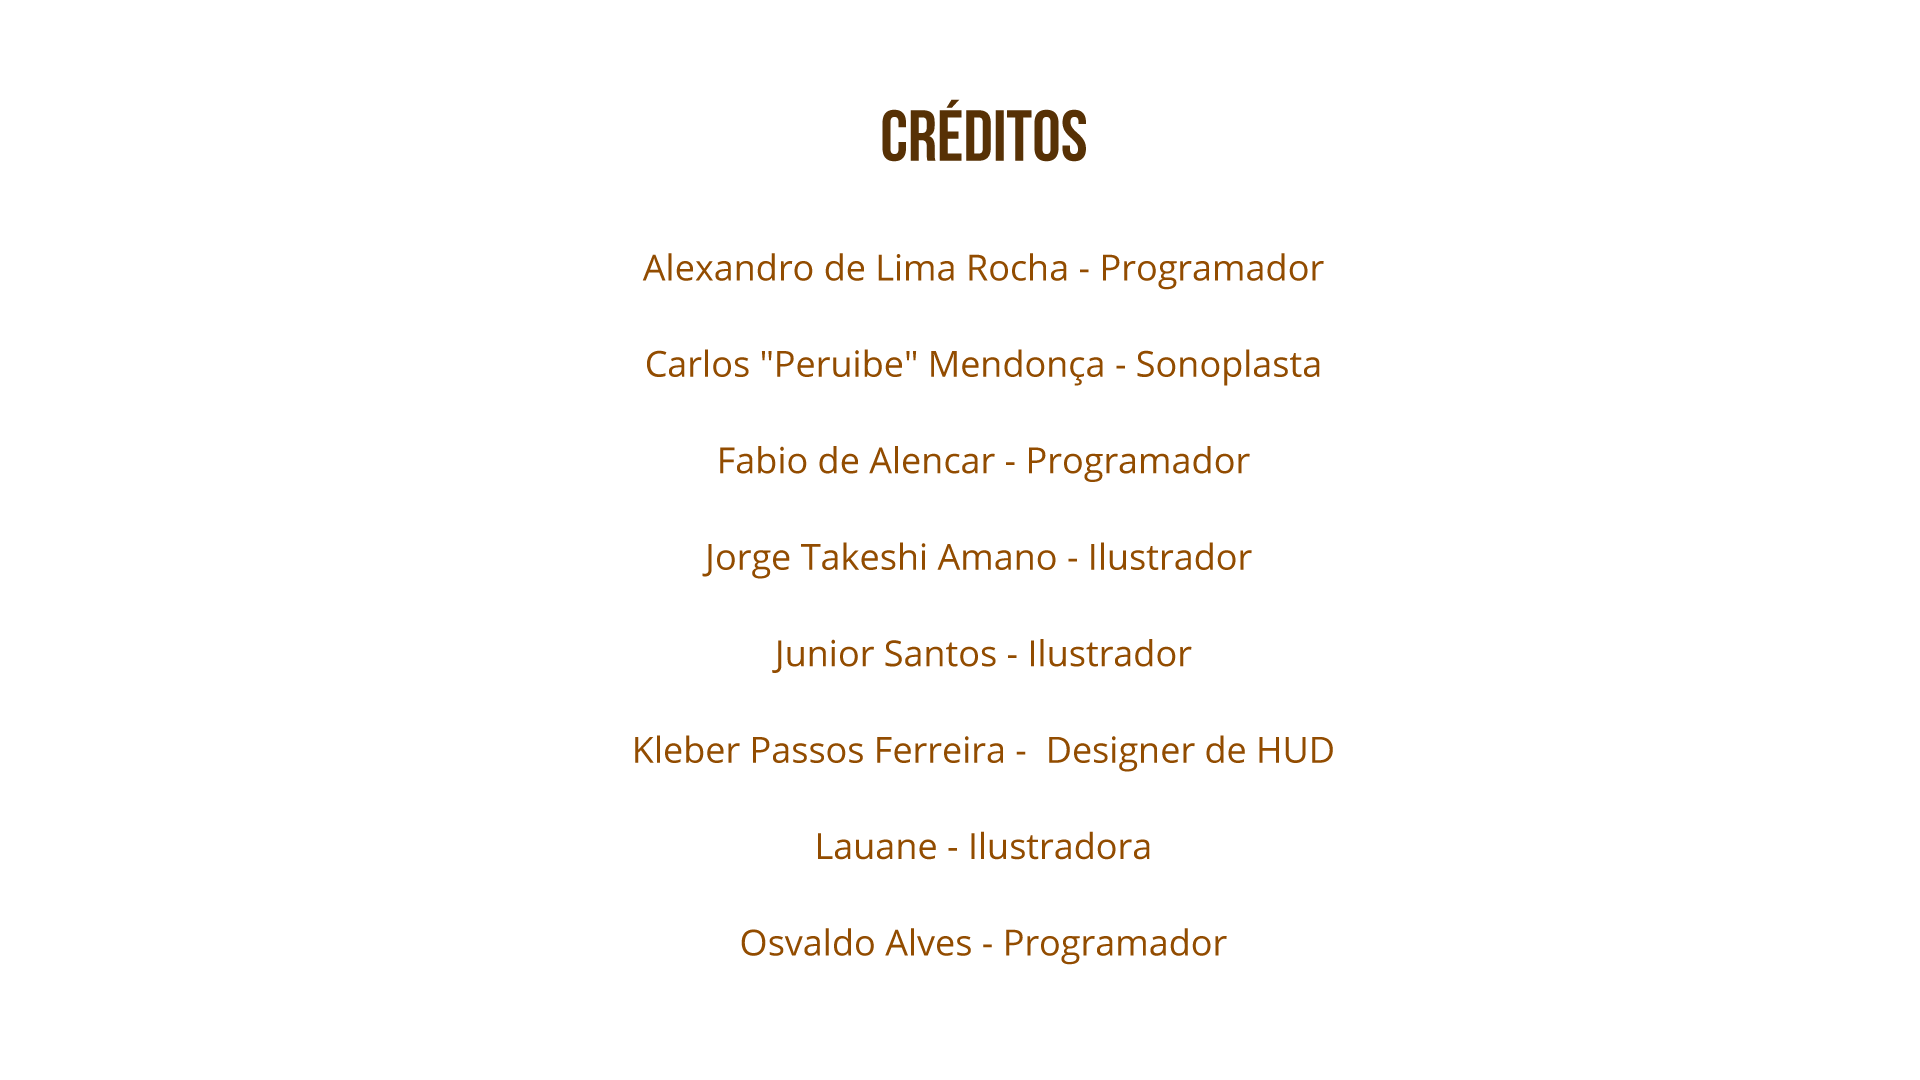 CRÉDITOS
Alexandro de Lima Rocha - Programador
Carlos "Peruibe" Mendonça - Sonoplasta
Fabio de Alencar - Programador
Jorge Takeshi Amano - Ilustrador
Junior Santos - Ilustrador
Kleber Passos Ferreira -  Designer de HUD
Lauane - Ilustradora
Osvaldo Alves - Programador